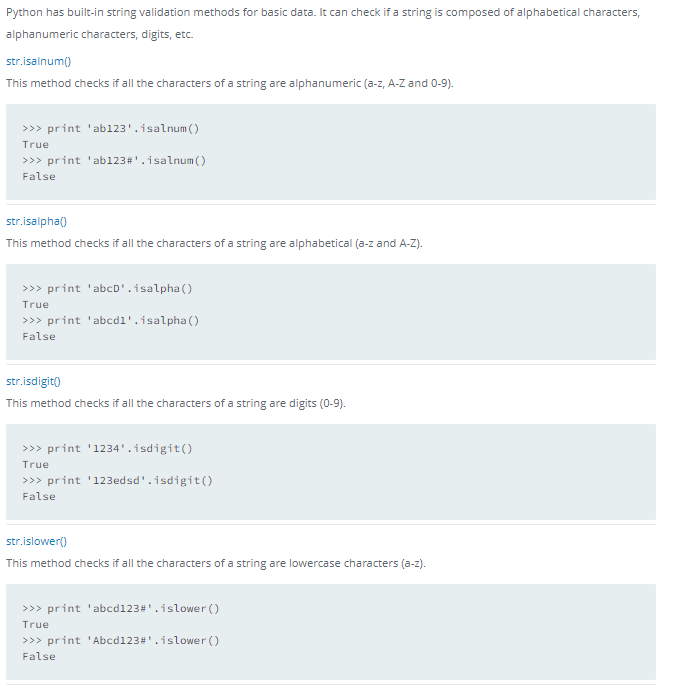 Python has built-in string validation methods for basic data. It can check if a string is composed of alphabetical characters,
alphanumeric characters, digits, etc.
str.isalnum()
This method checks if all the characters of a string are alphanumeric (a-z, A-Z and 0-9).
>>> print 'ab123'.isalnum()
True
>>> print 'ab123#'.isalnum()
False
str.isalpha()
This method checks if all the characters of a string are alphabetical (a-z and A-Z).
>>> print 'abcD'.isalpha()
True
>>> print 'abcd1'.isalpha()
False
str.isdigit()
This method checks if all the characters of a string are digits (0-9).
>>> print '1234'.isdigit()
True
>>> print '123edsd'.isdigit()
False
str.islower()
This method checks if all the characters of a string are lowercase characters (a-z).
>>> print 'abcd123#'.islower()
True
>>> print 'Abcd123#'.islower()
False